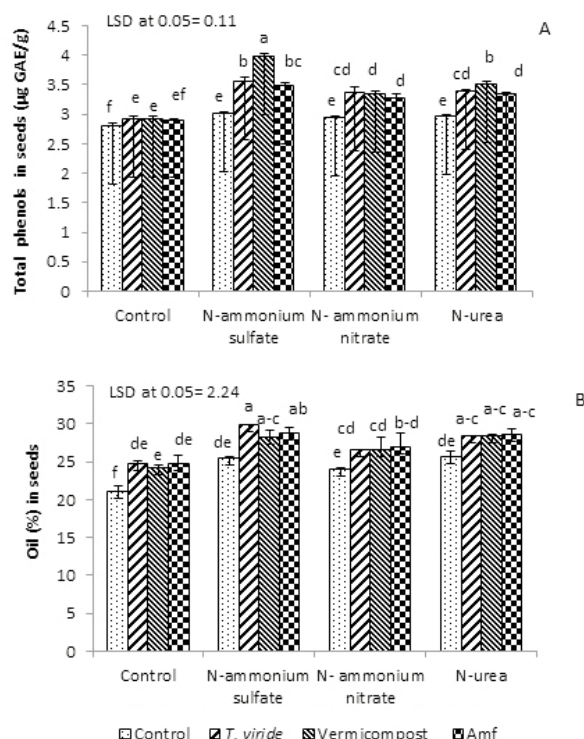 LSD at 0.05= 0.11
A
Total phenols in seeds (µg GAE/g)
4.5
4
3.5
3
2.5
2
1.5
1
0.5
0
f e e ef
e b a bc
e cd d d
e cd b d
Control N-ammonium sulfate N- ammonium nitrate N-urea
LSD at 0.05= 2.24
B
Oil (%) in seeds
35
30
25
20
15
10
5
0
f de e de
de a a-c ab
e cd cd b-d
de a-c a-c a-c
Control N-ammonium sulfate N- ammonium nitrate N-urea
Control T. viride Vermicompost Amf